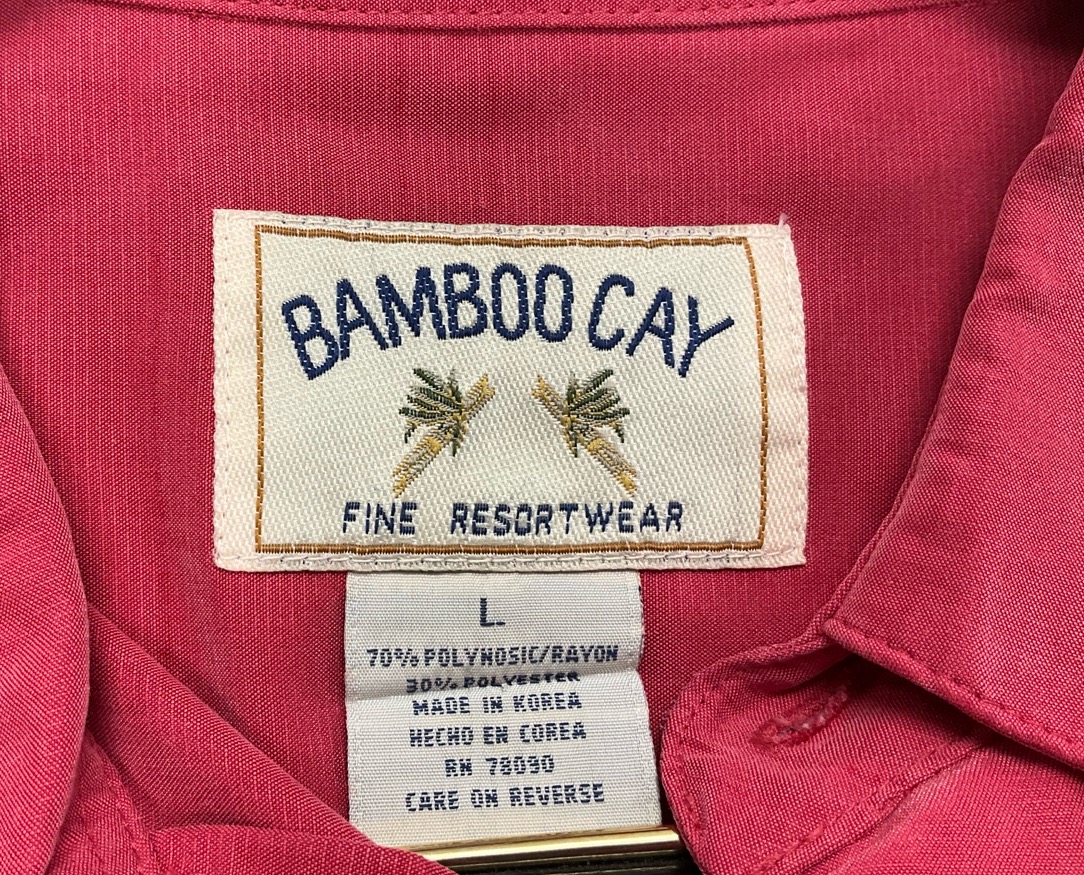 BAMBOO CAY
FINE RESORTWEAR
L.
70% POLYNOSIC/RAYON
30% POLYESTER
MADE IN KOREA
HECHO EN COREA
RN 78090
CARE ON REVERSE